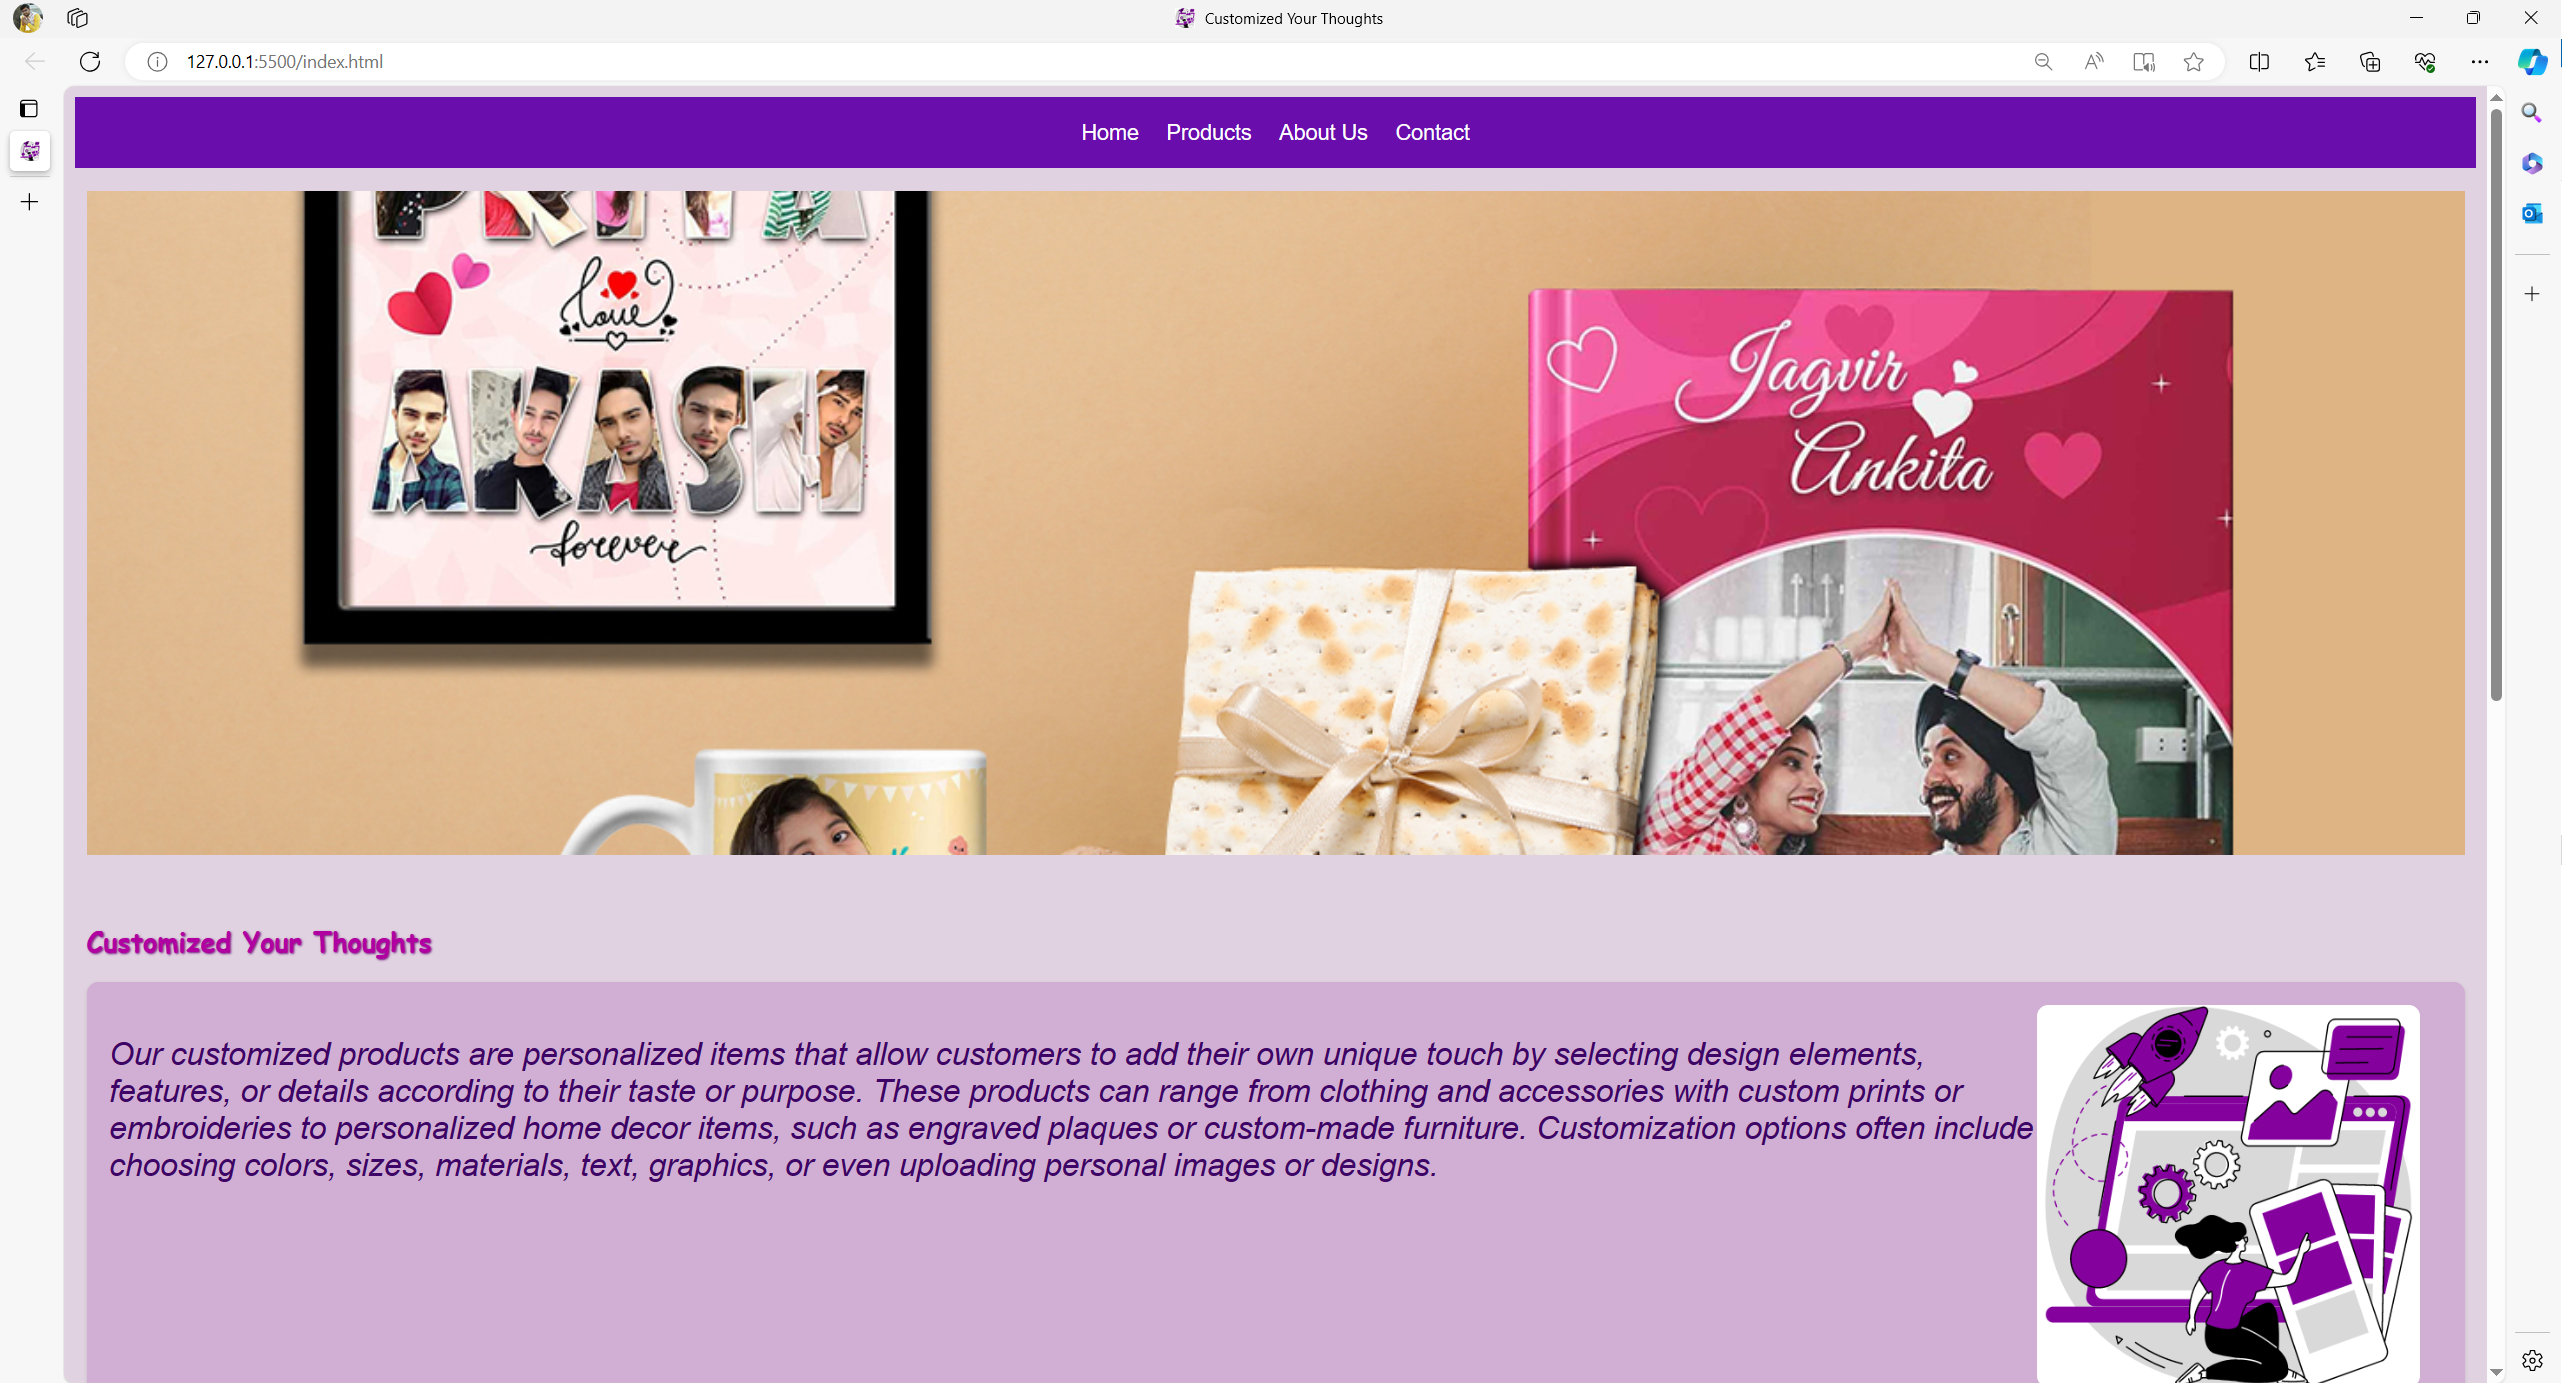 Customized Your Thoughts
127.0.0.1:5500/index.html
Home Products About Us Contact
love
AKASH
forever
Jagvir
Ankita
Customized Your Thoughts
Our customized products are personalized items that allow customers to add their own unique touch by selecting design elements,
features, or details according to their taste or purpose. These products can range from clothing and accessories with custom prints or
embroideries to personalized home decor items, such as engraved plaques or custom-made furniture. Customization options often include
choosing colors, sizes, materials, text, graphics, or even uploading personal images or designs.